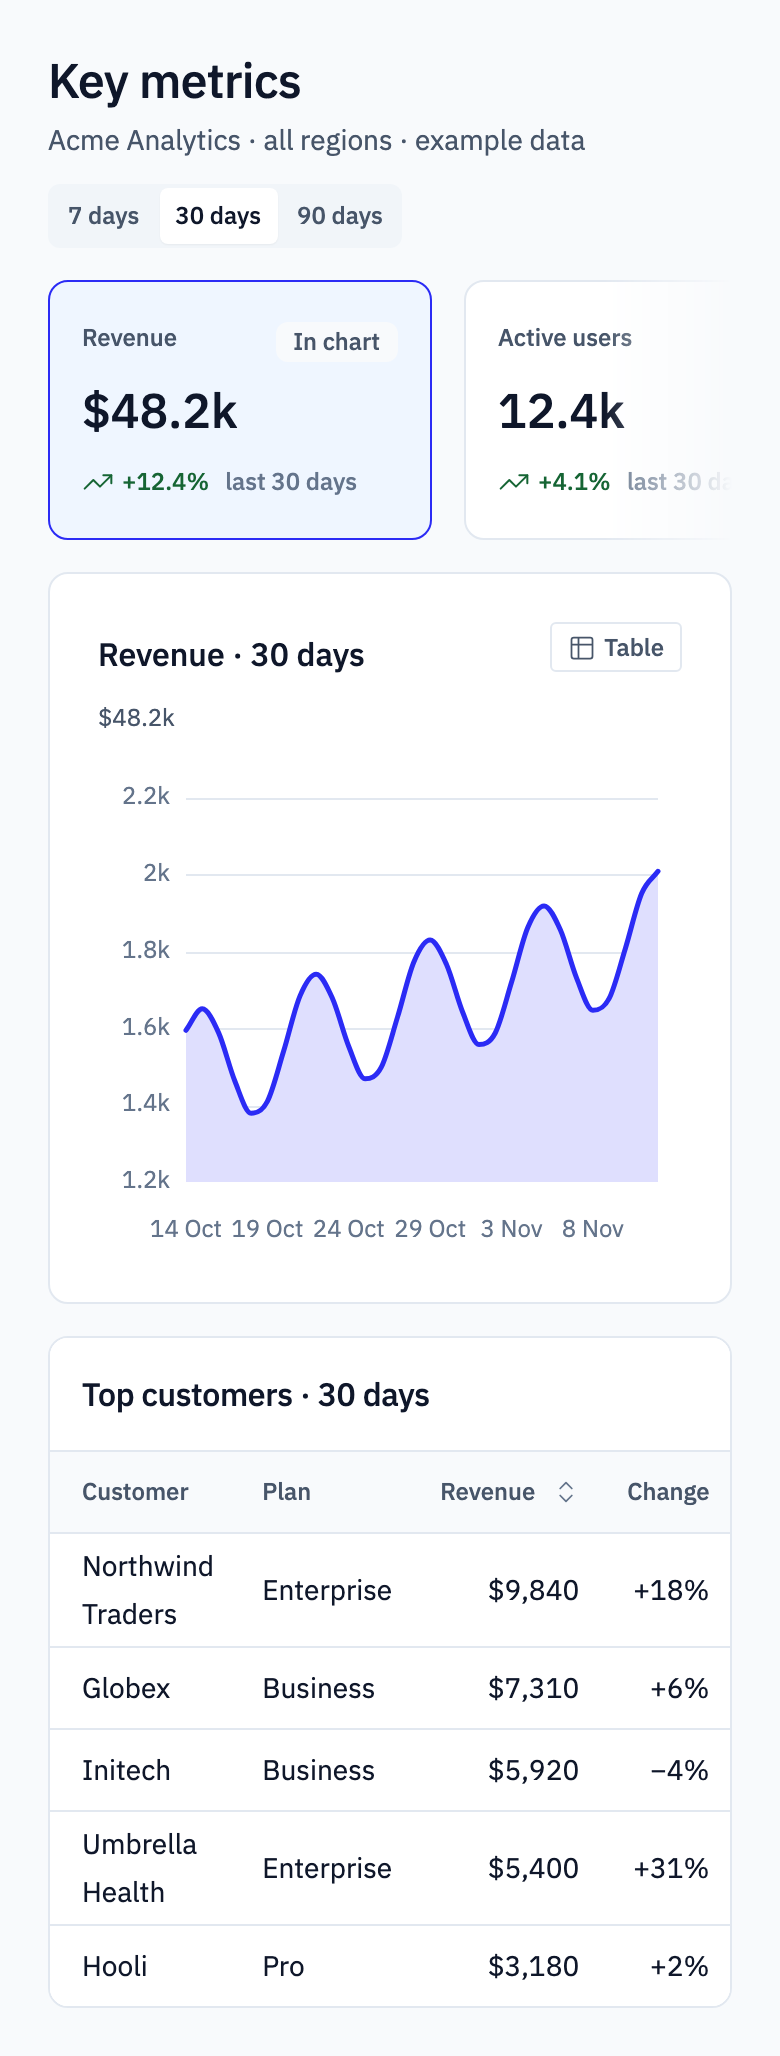 Key metrics
Acme Analytics · all regions · example data
7 days 30 days 90 days
Revenue In chart
$48.2k
+12.4% last 30 days
Active users
12.4k
+4.1% last 30 da
Revenue · 30 days
Table
$48.2k
2.2k
2k
1.8k
1.6k
1.4k
1.2k
14 Oct 19 Oct 24 Oct 29 Oct 3 Nov 8 Nov
Top customers · 30 days
Customer Plan Revenue Change
Northwind
Traders Enterprise $9,840 +18%
Globex Business $7,310 +6%
Initech Business $5,920 −4%
Umbrella
Health Enterprise $5,400 +31%
Hooli Pro $3,180 +2%